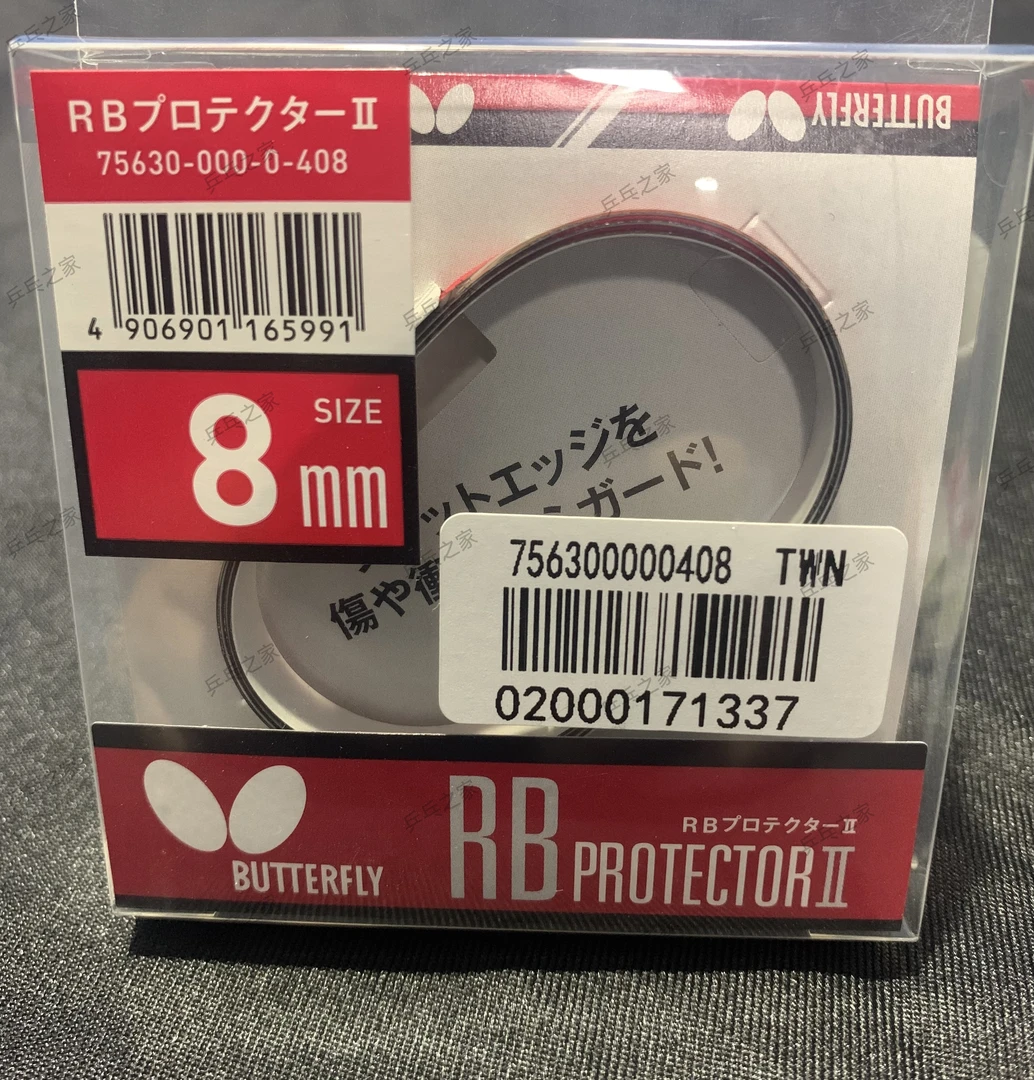 RBプロテクターⅡ
75630-000-0-408
4 906901 165991
SIZE
8 mm
BUTTERFLY
ットエッジを
ガード!
傷や衝
756300000408 TWN
02000171337
BUTTERFLY
RBプロテクターⅡ
RB PROTECTORⅡ
乒乓之家